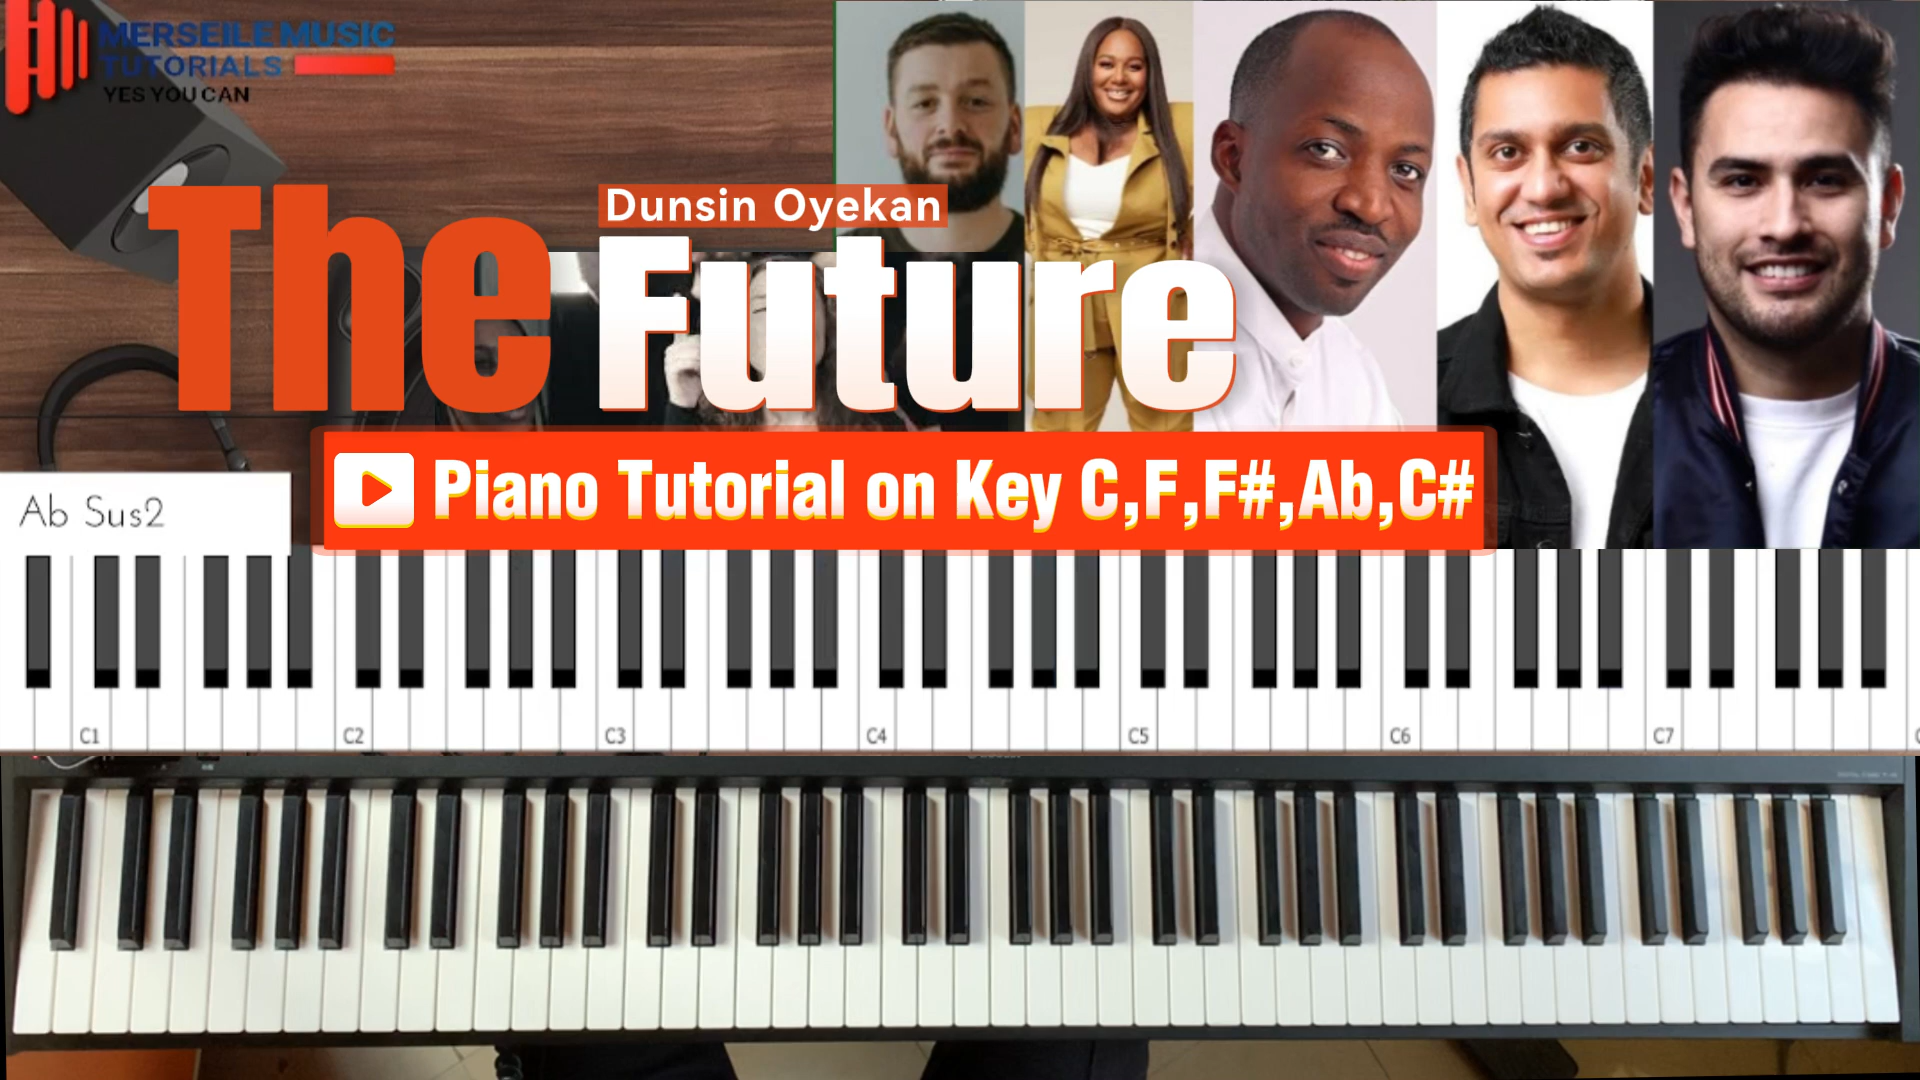 MERSEILE MUSIC
TUTORIALS
YES YOU CAN
Dunsin Oyekan
The Future
Piano Tutorial on Key C,F,F#,Ab,C#
Ab Sus2
C1 C2 C3 C4 C5 C6 C7